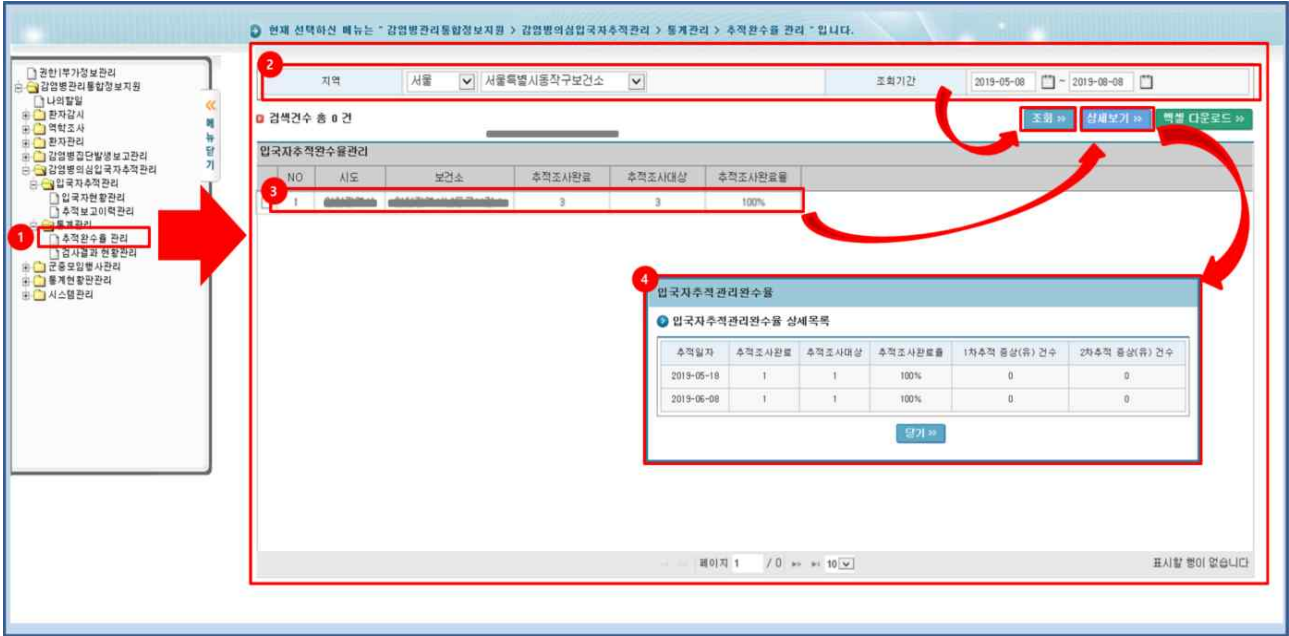 현재 선택하신 메뉴는 " 감염병관리통합정보지원 > 감염병의심입국자추적관리 > 통계관리 > 추적완수율 관리 " 입니다.
권한|부가정보관리
감염병관리통합정보지원
나의할일
환자감시
역학조사
환자관리
감염병집단발생보고관리
감염병의심입국자추적관리
입국자추적관리
입국자현황관리
추적보고이력관리
통계관리
1 추적완수율 관리
검사결과 현황관리
군중모임행사관리
통계현황판관리
시스템관리
« 메뉴닫기
2
지역 서울 서울특별시동작구보건소 조회기간 2019-05-08 ~ 2019-08-08
검색건수 총 0 건
조회 » 상세보기 » 엑셀 다운로드 »
입국자추적완수율관리
NO 시도 보건소 추적조사완료 추적조사대상 추적조사완료율
3
1 3 3 100%
4
입국자추적관리완수율
입국자추적관리완수율 상세목록
추적일자 추적조사완료 추적조사대상 추적조사완료율 1차추적 증상(유) 건수 2차추적 증상(유) 건수
2019-05-18 1 1 100% 0 0
2019-06-08 1 1 100% 0 0
닫기 »
페이지 1 / 0 10 표시할 행이 없습니다